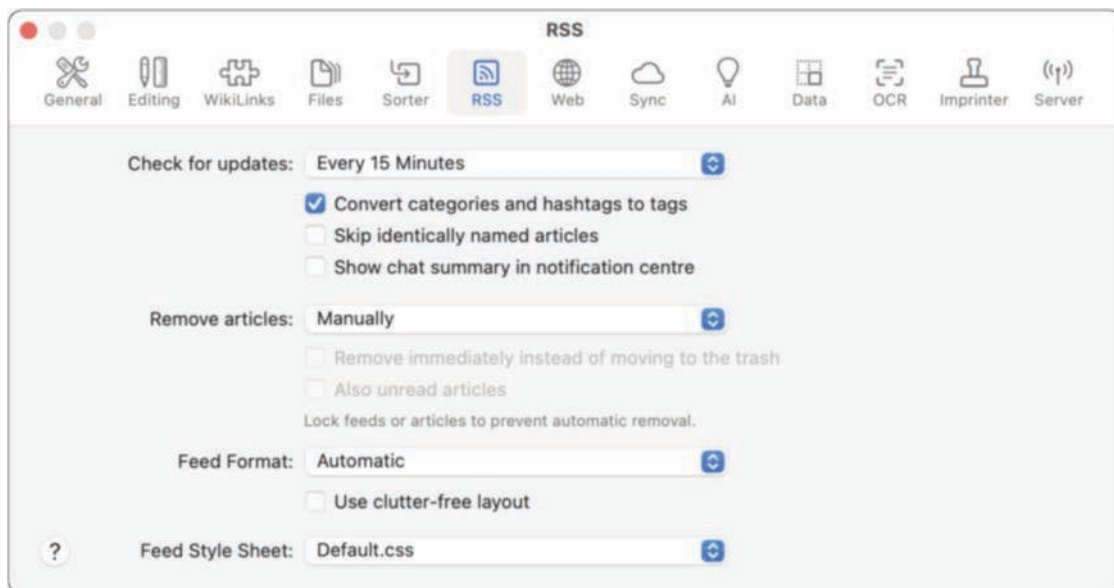 RSS
General Editing WikiLinks Files Sorter RSS Web Sync AI Data OCR Imprinter Server
Check for updates: Every 15 Minutes
Convert categories and hashtags to tags
Skip identically named articles
Show chat summary in notification centre
Remove articles: Manually
Remove immediately instead of moving to the trash
Also unread articles
Lock feeds or articles to prevent automatic removal.
Feed Format: Automatic
Use clutter-free layout
? Feed Style Sheet: Default.css